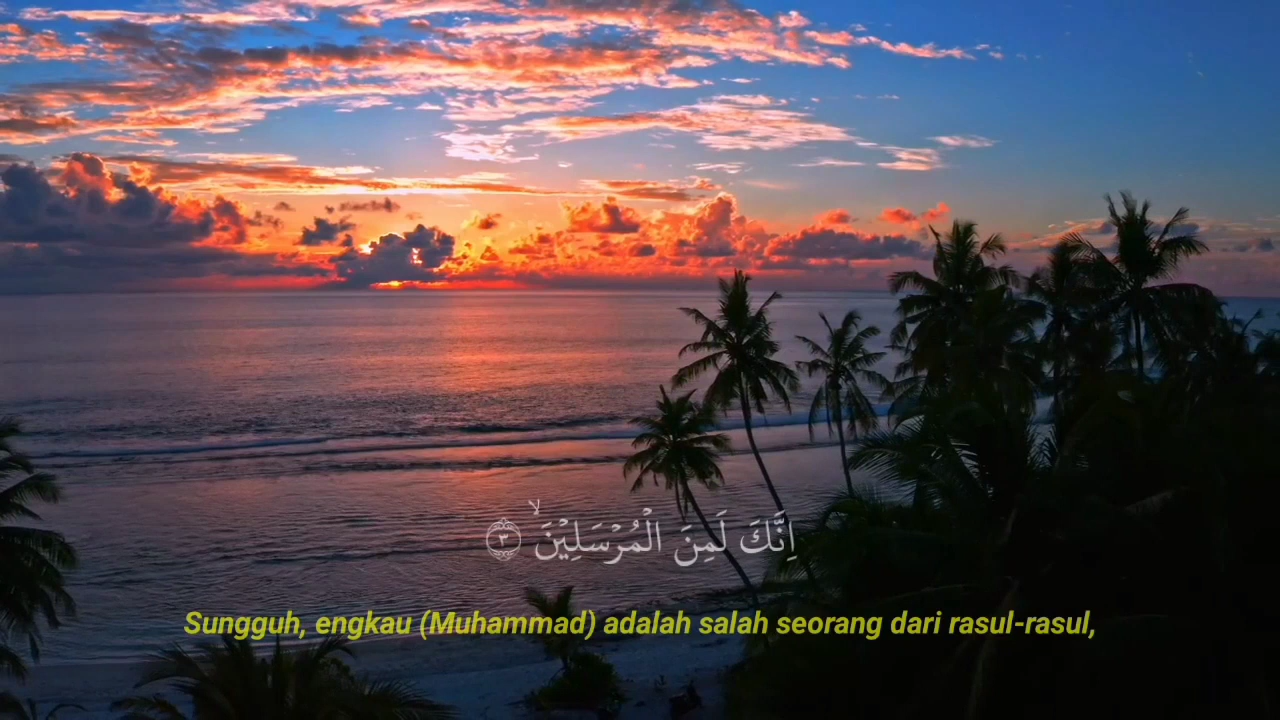 اِنَّكَ لَمِنَ الْمُرْسَلِيْنَۙ ٣
Sungguh, engkau (Muhammad) adalah salah seorang dari rasul-rasul,